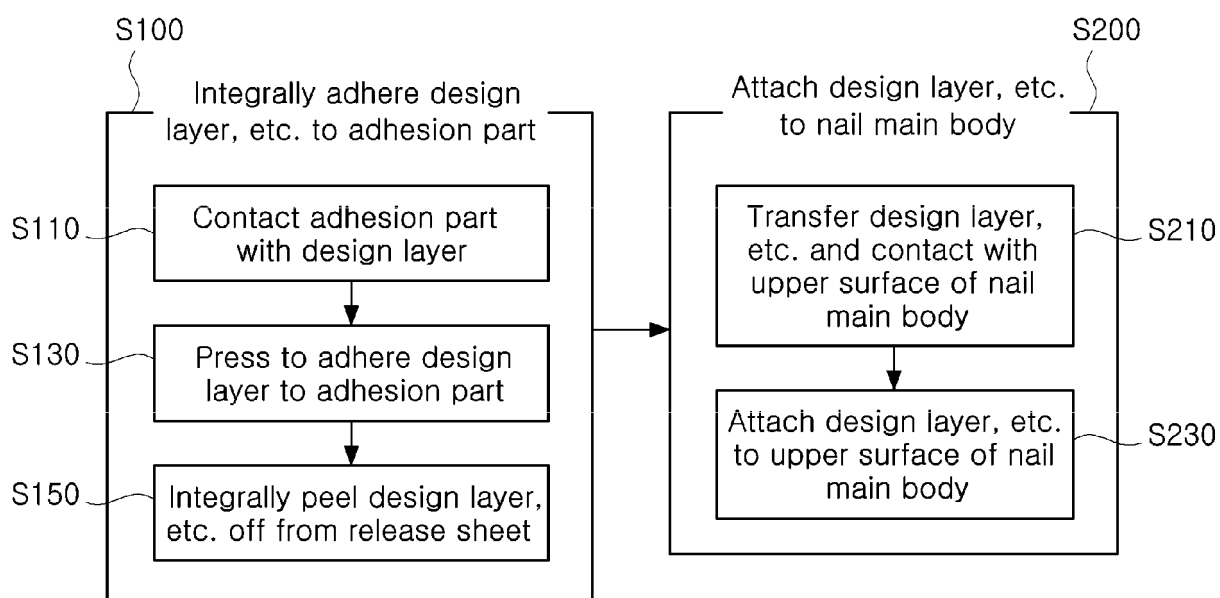 S100
Integrally adhere design
layer, etc. to adhesion part
S110
Contact adhesion part
with design layer
S130
Press to adhere design
layer to adhesion part
S150
Integrally peel design layer,
etc. off from release sheet
S200
Attach design layer, etc.
to nail main body
Transfer design layer,
etc. and contact with
upper surface of nail
main body
S210
Attach design layer, etc.
to upper surface of nail
main body
S230